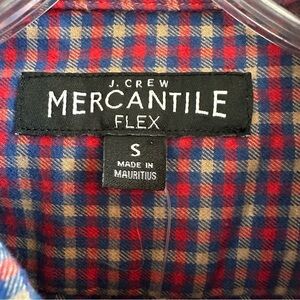 J. CREW
MERCANTILE
FLEX
S
MADE IN
MAURITIUS